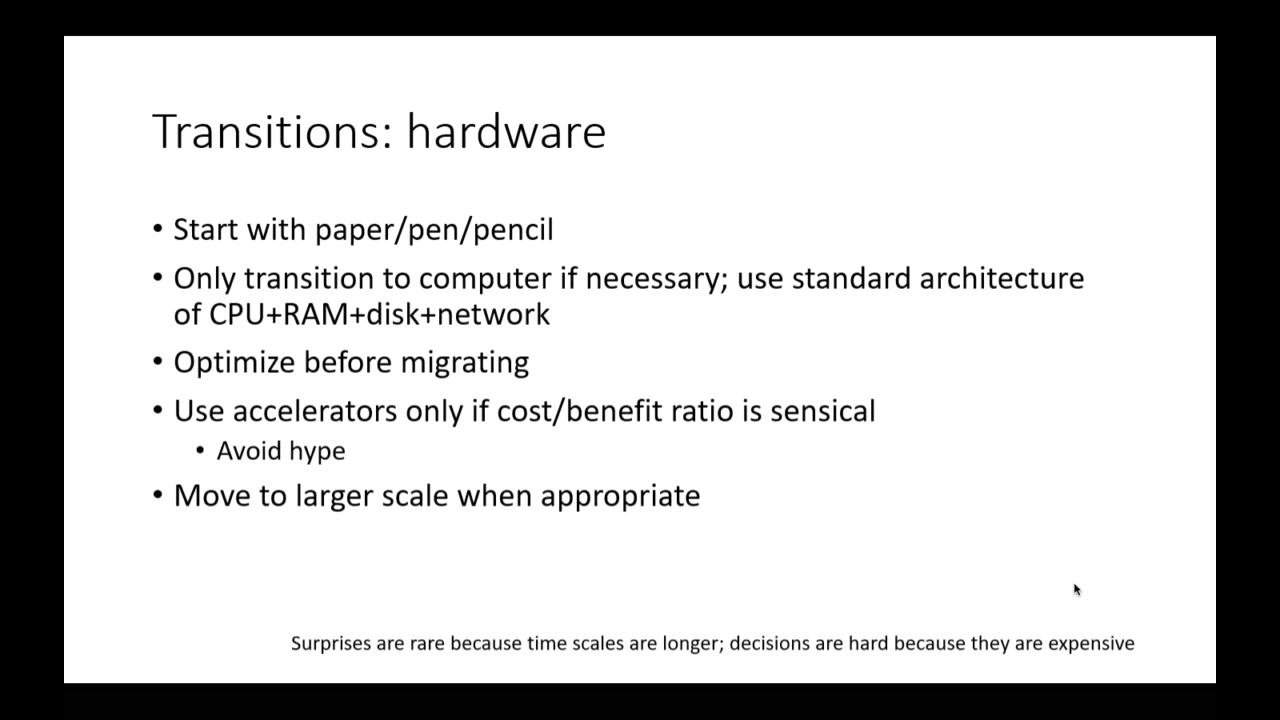 Transitions: hardware
• Start with paper/pen/pencil
• Only transition to computer if necessary; use standard architecture
of CPU+RAM+disk+network
• Optimize before migrating
• Use accelerators only if cost/benefit ratio is sensical
• Avoid hype
• Move to larger scale when appropriate
Surprises are rare because time scales are longer; decisions are hard because they are expensive